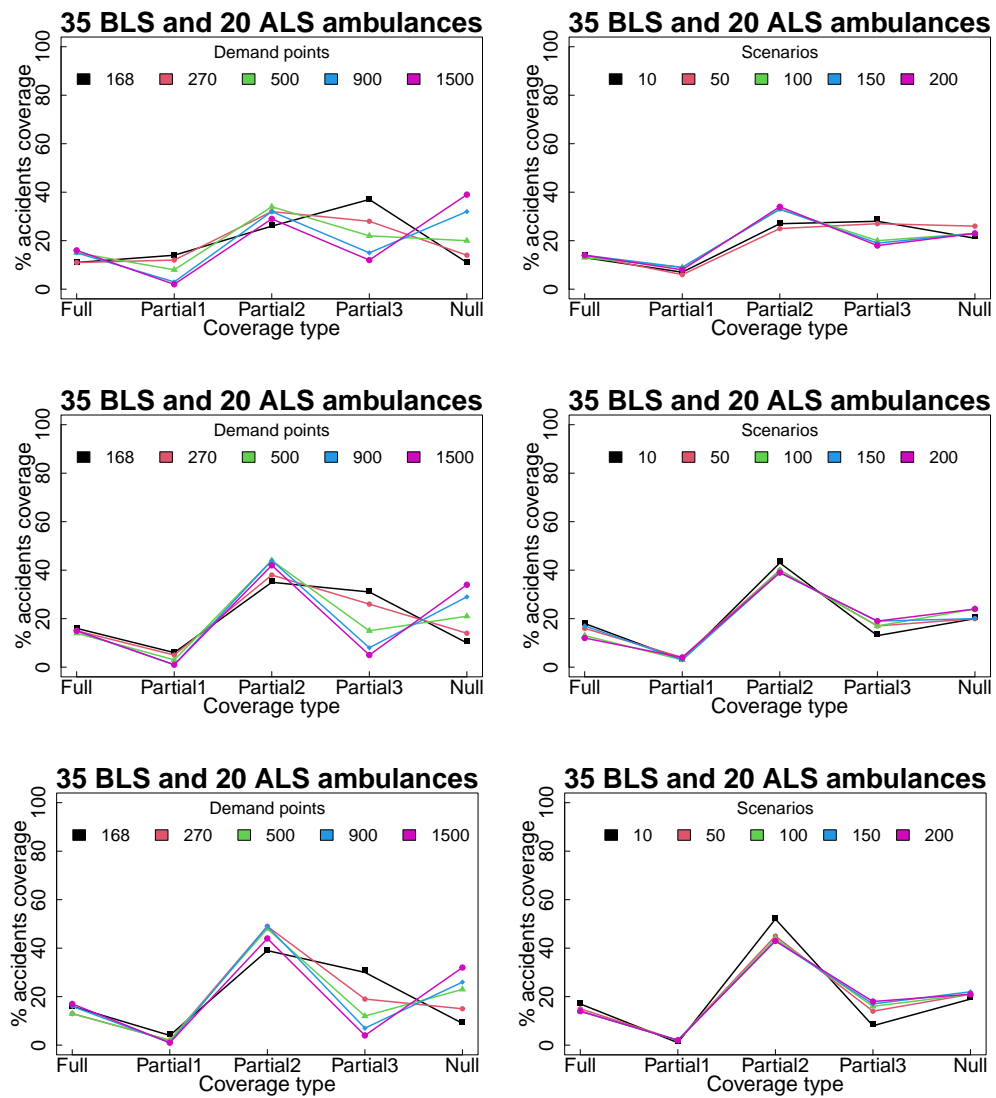 35 BLS and 20 ALS ambulances
Demand points
168 270 500 900 1500
% accidents coverage
0 20 40 60 80 100
Full Partial1 Partial2 Partial3 Null
Coverage type
35 BLS and 20 ALS ambulances
Scenarios
10 50 100 150 200
% accidents coverage
0 20 40 60 80 100
Full Partial1 Partial2 Partial3 Null
Coverage type
35 BLS and 20 ALS ambulances
Demand points
168 270 500 900 1500
% accidents coverage
0 20 40 60 80 100
Full Partial1 Partial2 Partial3 Null
Coverage type
35 BLS and 20 ALS ambulances
Scenarios
10 50 100 150 200
% accidents coverage
0 20 40 60 80 100
Full Partial1 Partial2 Partial3 Null
Coverage type
35 BLS and 20 ALS ambulances
Demand points
168 270 500 900 1500
% accidents coverage
0 20 40 60 80 100
Full Partial1 Partial2 Partial3 Null
Coverage type
35 BLS and 20 ALS ambulances
Scenarios
10 50 100 150 200
% accidents coverage
0 20 40 60 80 100
Full Partial1 Partial2 Partial3 Null
Coverage type